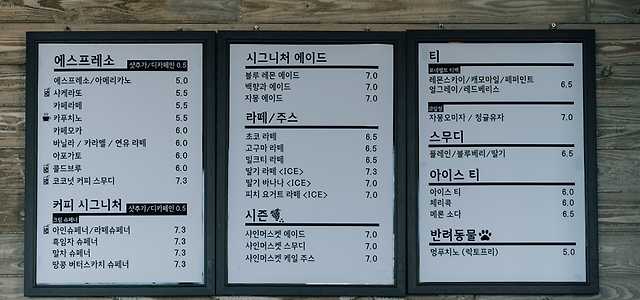 에스프레소 샷추가/디카페인 0.5
에스프레소/아메리카노 5.0
샤케라또 5.5
카페라떼 5.5
카푸치노 5.5
카페모카 6.0
바닐라 / 카라멜 / 연유 라떼 6.0
아포가토 6.0
콜드브루 6.0
코코넛 커피 스무디 7.3
커피 시그니처 샷추가/디카페인 0.5
크림 슈페너
아인슈페너/라떼슈페너 7.3
흑임자 슈페너 7.3
말차 슈페너 7.3
땅콩 버터스카치 슈페너 7.3
시그니처 에이드
블루 레몬 에이드 7.0
백향과 에이드 7.0
자몽 에이드 7.0
라떼/주스
초코 라떼 6.5
고구마 라떼 6.5
밀크티 라떼 6.5
딸기 라떼 <ICE> 7.3
딸기 바나나 <ICE> 7.0
피치 요거트 라떼 <ICE> 7.0
시즌
샤인머스켓 에이드 7.0
샤인머스켓 스무디 7.0
샤인머스켓 케일 주스 7.0
티
레몬스카이/캐모마일/페퍼민트
얼그레이/레드베리스 6.5
자몽오미자 / 청귤유자 7.0
스무디
플레인/블루베리/딸기 6.5
아이스 티
아이스 티 6.0
체리콕 6.0
메론 소다 6.5
반려동물
멍푸치노 (락토프리) 5.0